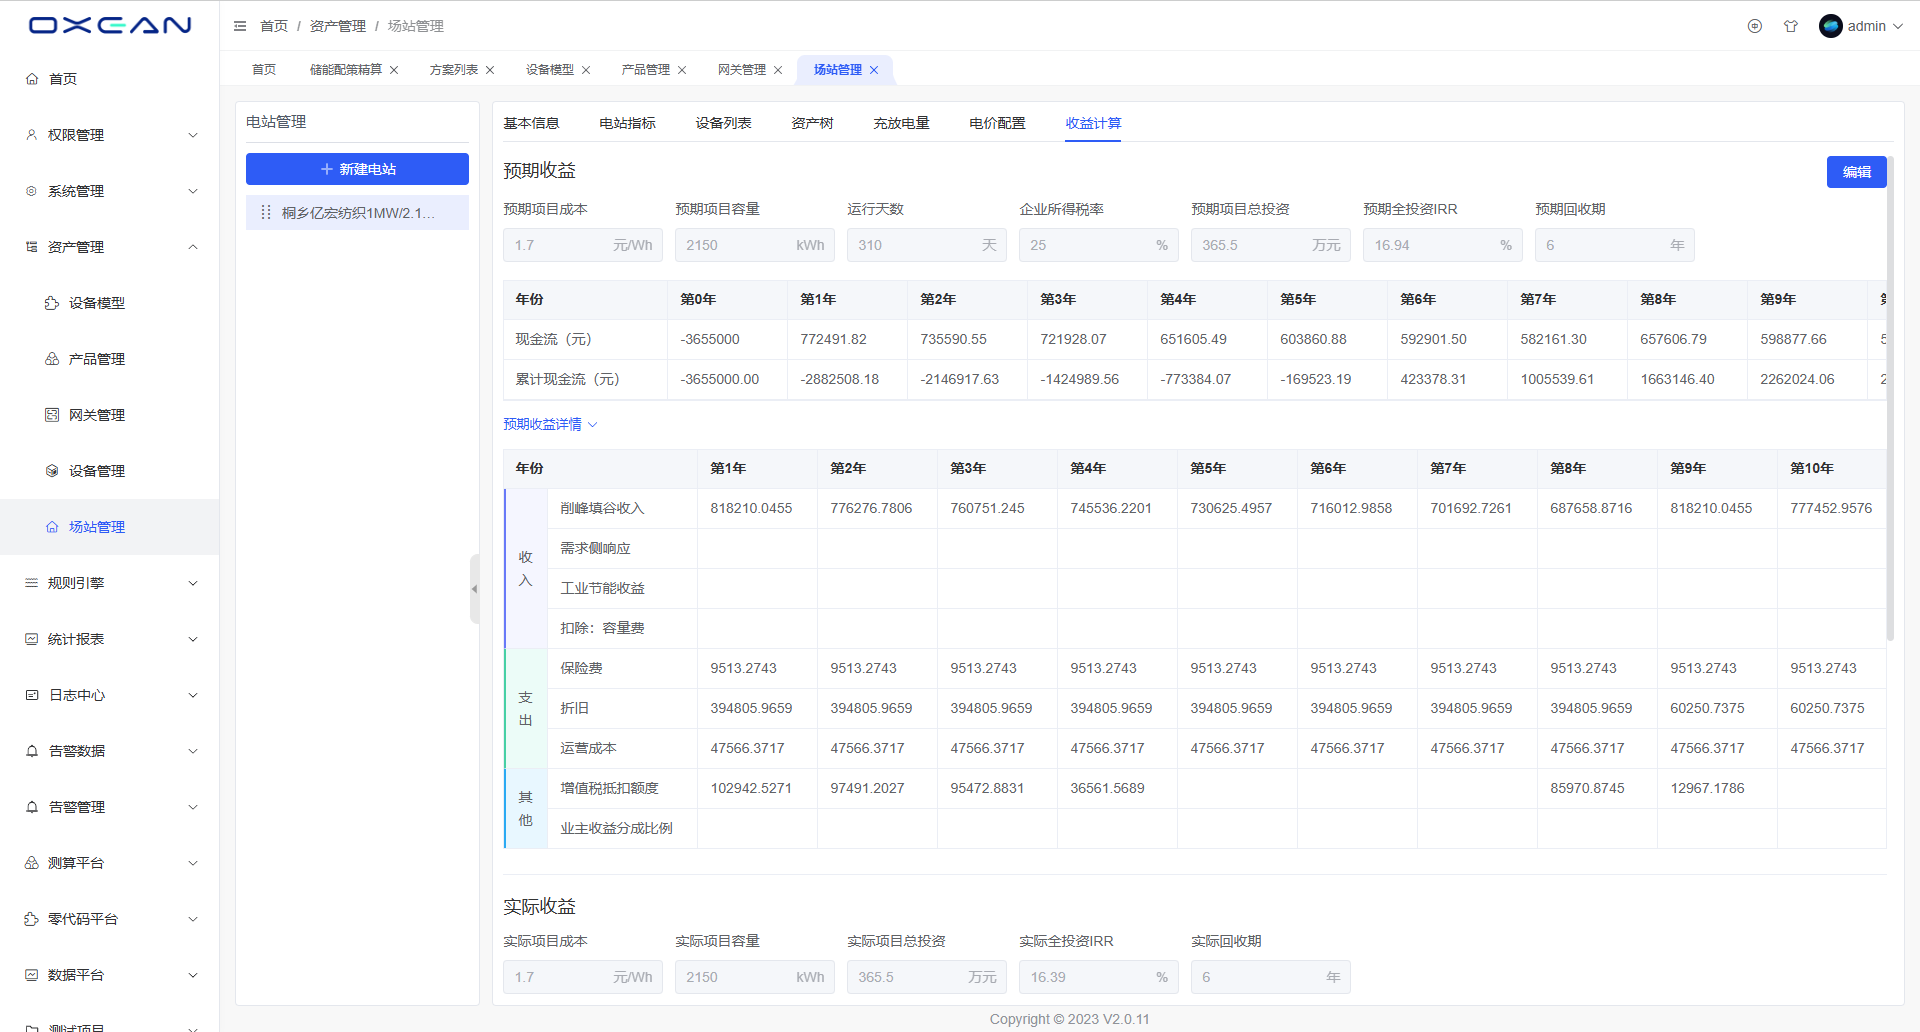 OXEAN
首页 / 资产管理 / 场站管理
admin
首页 储能配策精算 方案列表 设备模型 产品管理 网关管理 场站管理
首页
权限管理
系统管理
资产管理
设备模型
产品管理
网关管理
设备管理
场站管理
规则引擎
统计报表
日志中心
告警数据
告警管理
测算平台
零代码平台
数据平台
测试项目
电站管理
新建电站
桐乡亿宏纺织1MW/2.1...
基本信息 电站指标 设备列表 资产树 充放电量 电价配置 收益计算
预期收益
编辑
预期项目成本 预期项目容量 运行天数 企业所得税率 预期项目总投资 预期全投资IRR 预期回收期
1.7 元/Wh 2150 kWh 310 天 25 % 365.5 万元 16.94 % 6 年
年份 第0年 第1年 第2年 第3年 第4年 第5年 第6年 第7年 第8年 第9年
现金流（元） -3655000 772491.82 735590.55 721928.07 651605.49 603860.88 592901.50 582161.30 657606.79 598877.66
累计现金流（元） -3655000.00 -2882508.18 -2146917.63 -1424989.56 -773384.07 -169523.19 423378.31 1005539.61 1663146.40 2262024.06
预期收益详情
年份 第1年 第2年 第3年 第4年 第5年 第6年 第7年 第8年 第9年 第10年
收入
削峰填谷收入 818210.0455 776276.7806 760751.245 745536.2201 730625.4957 716012.9858 701692.7261 687658.8716 818210.0455 777452.9576
需求侧响应
工业节能收益
扣除：容量费
支出
保险费 9513.2743 9513.2743 9513.2743 9513.2743 9513.2743 9513.2743 9513.2743 9513.2743 9513.2743 9513.2743
折旧 394805.9659 394805.9659 394805.9659 394805.9659 394805.9659 394805.9659 394805.9659 394805.9659 60250.7375 60250.7375
运营成本 47566.3717 47566.3717 47566.3717 47566.3717 47566.3717 47566.3717 47566.3717 47566.3717 47566.3717 47566.3717
其他
增值税抵扣额度 102942.5271 97491.2027 95472.8831 36561.5689 85970.8745 12967.1786
业主收益分成比例
实际收益
实际项目成本 实际项目容量 实际项目总投资 实际全投资IRR 实际回收期
1.7 元/Wh 2150 kWh 365.5 万元 16.39 % 6 年
Copyright © 2023 V2.0.11